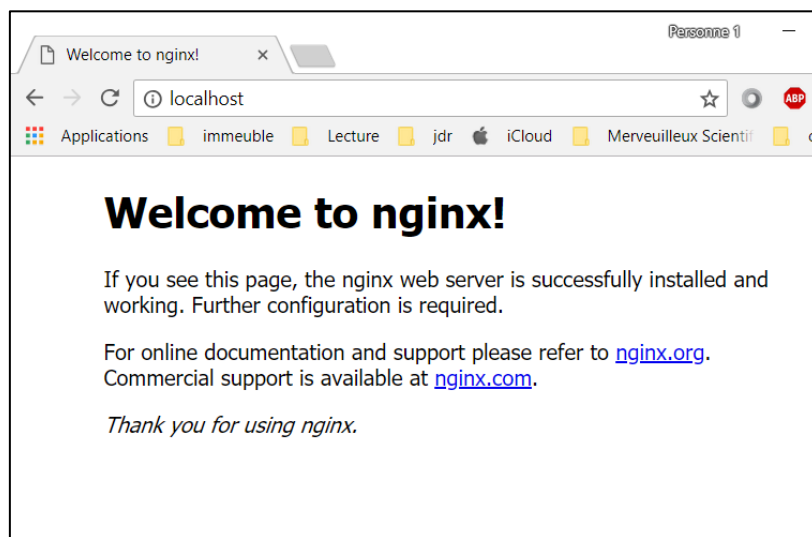 Personne 1
Welcome to nginx!
localhost
ABP
Applications immeuble Lecture jdr iCloud Merveilleux Scientif
Welcome to nginx!
If you see this page, the nginx web server is successfully installed and
working. Further configuration is required.
For online documentation and support please refer to nginx.org.
Commercial support is available at nginx.com.
Thank you for using nginx.